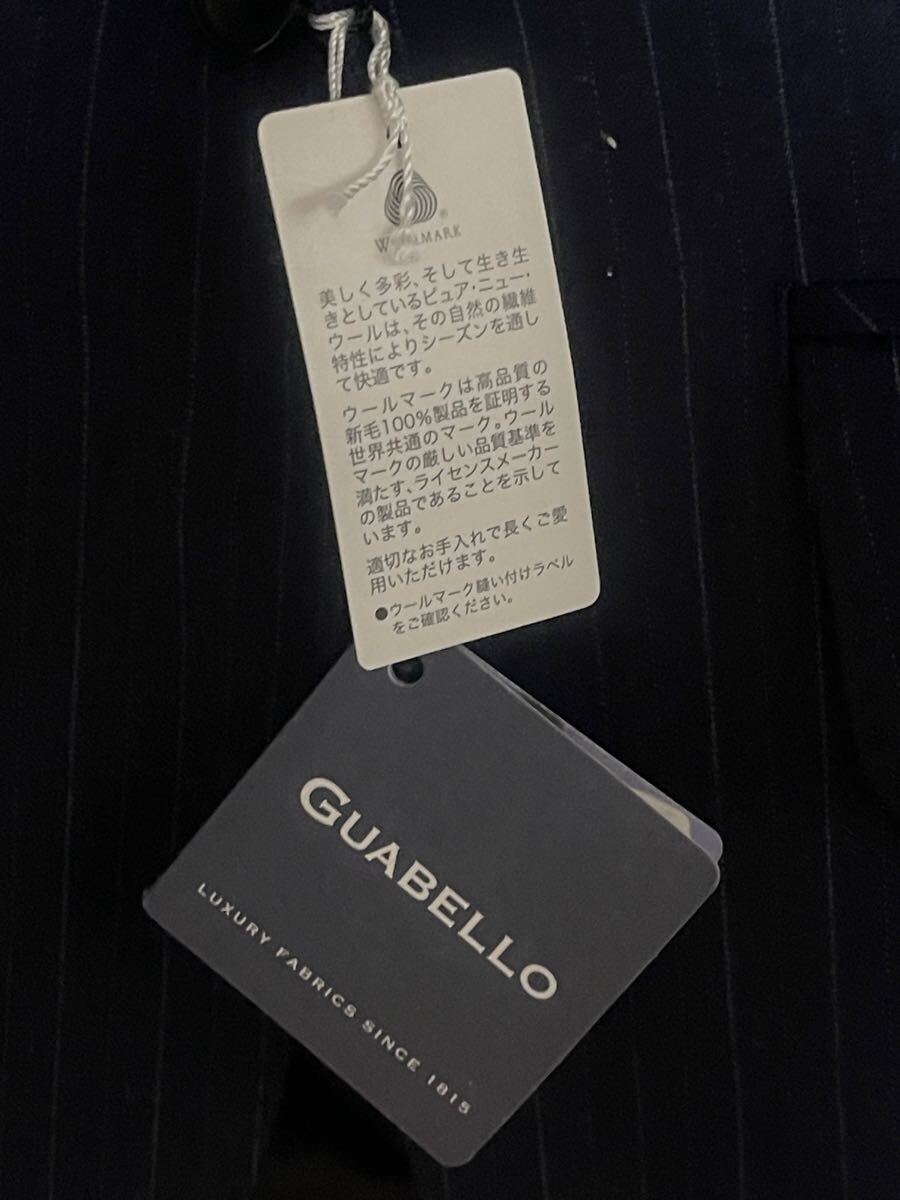 WOOLMARK
美しく多彩、そして生き生
きとしているピュア・ニュー・
ウールは、その自然の繊維
特性によりシーズンを通し
て快適です。
ウールマークは高品質の
新毛100%製品を証明する
世界共通のマーク。ウール
マークの厳しい品質基準を
満たす、ライセンスメーカー
の製品であることを示して
います。
適切なお手入れで長くご愛
用いただけます。
●ウールマーク縫い付けラベル
をご確認ください。
GUABELLO
LUXURY FABRICS SINCE 1815